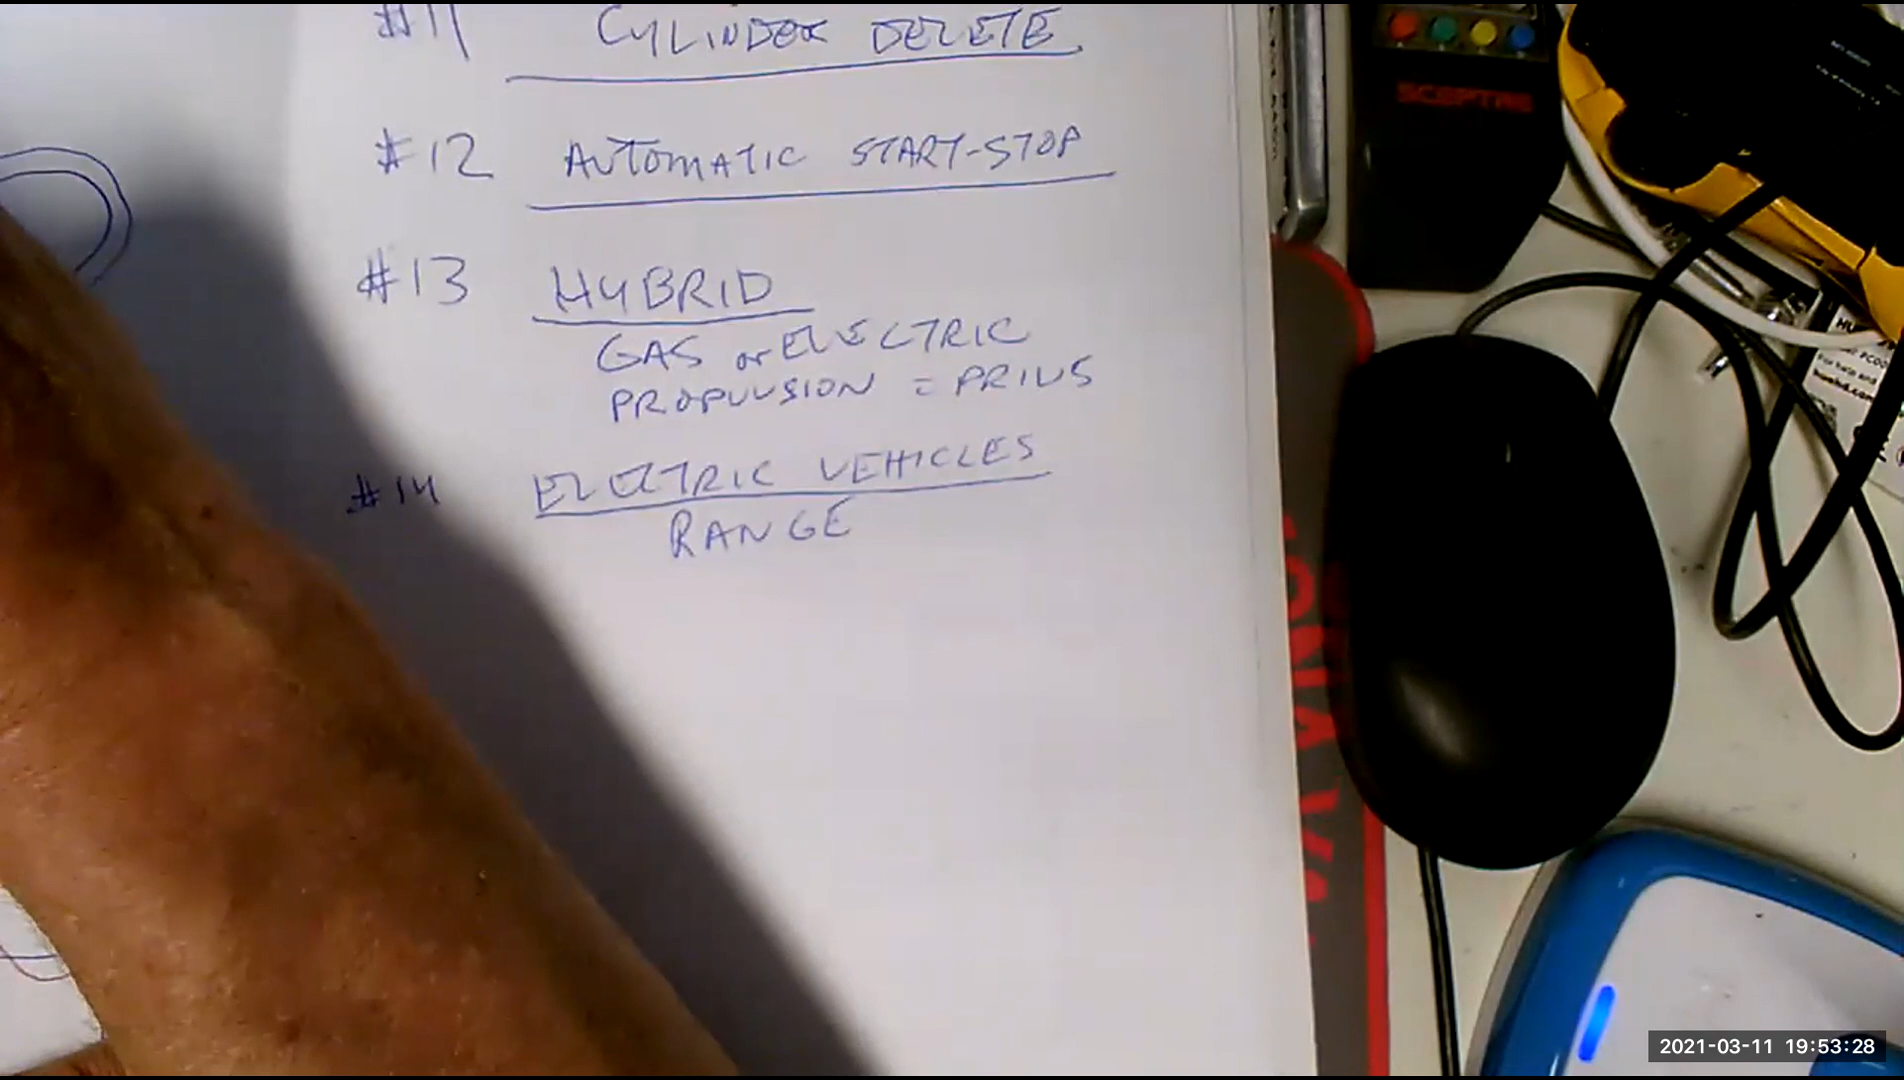 #11 CYLINDER DELETE
#12 AUTOMATIC START-STOP
#13 HYBRID
GAS or ELECTRIC
PROPULSION = PRIUS
#14 ELECTRIC VEHICLES
RANGE
SCEPTRE
2021-03-11 19:53:28